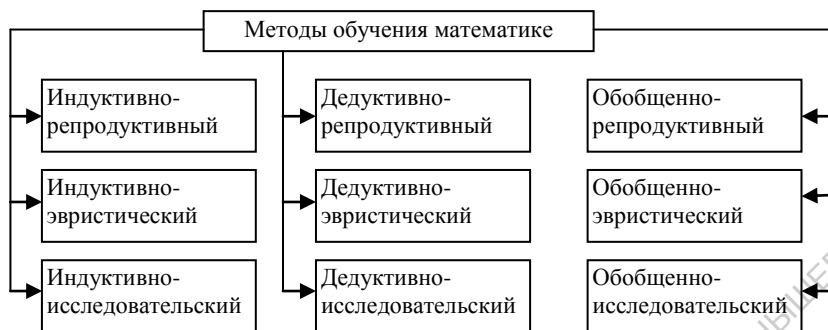 Методы обучения математике
Индуктивно-
репродуктивный
Дедуктивно-
репродуктивный
Обобщенно-
репродуктивный
Индуктивно-
эвристический
Дедуктивно-
эвристический
Обобщенно-
эвристический
Индуктивно-
исследовательский
Дедуктивно-
исследовательский
Обобщенно-
исследовательский